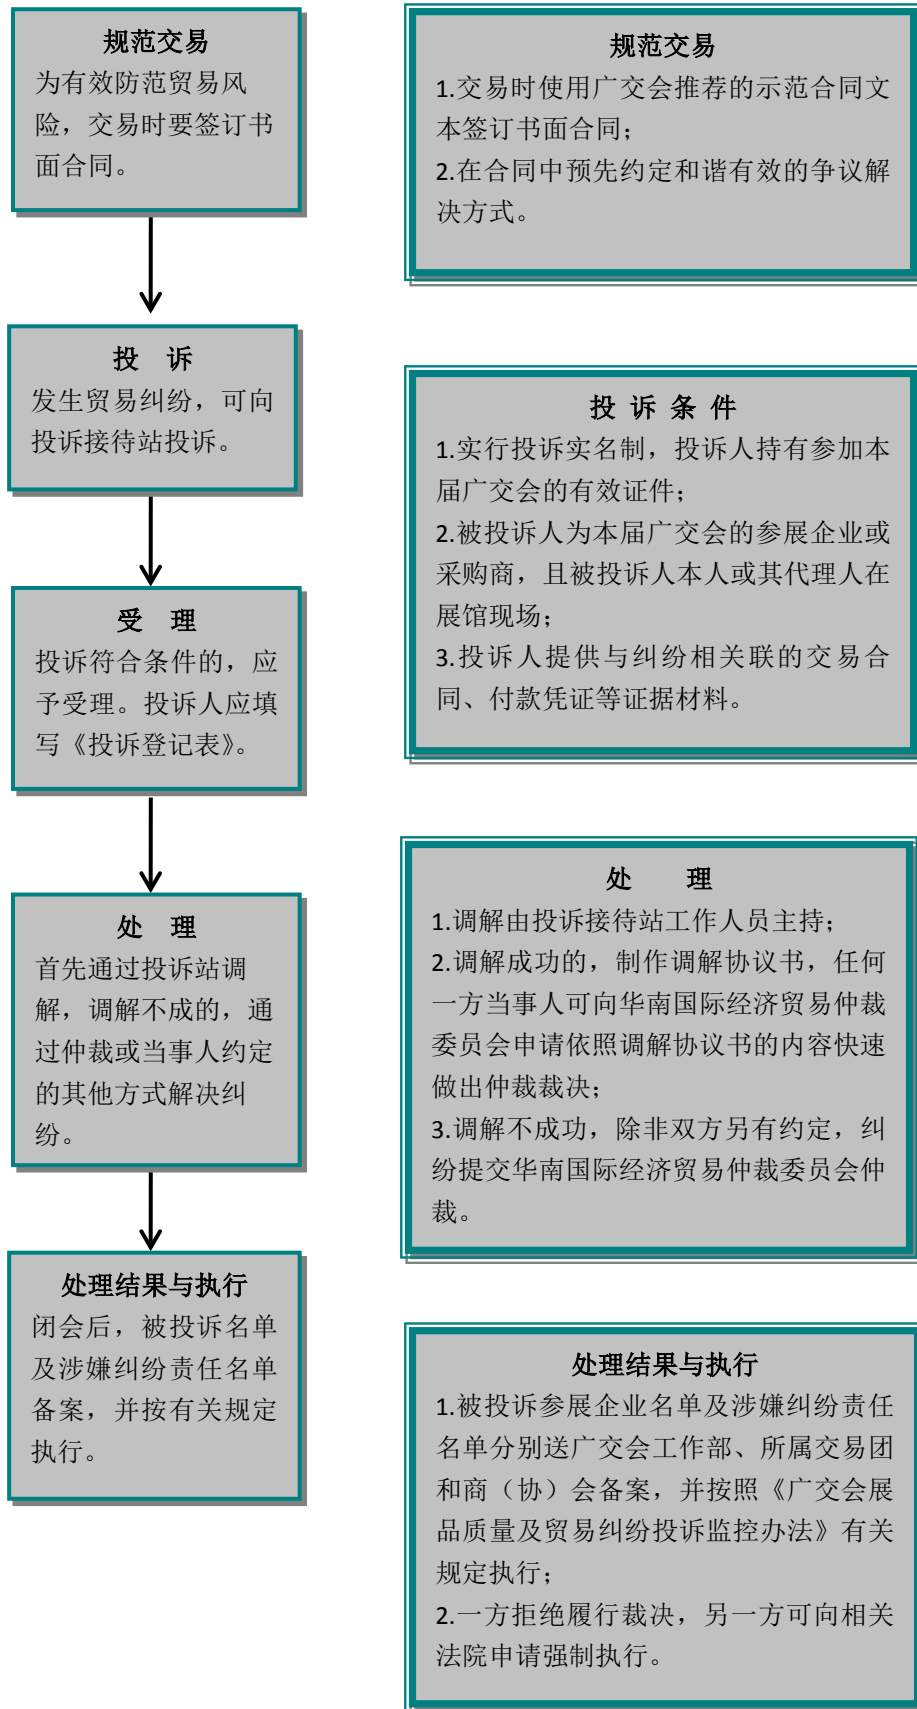 规范交易
为有效防范贸易风
险，交易时要签订书
面合同。
投 诉
发生贸易纠纷，可向
投诉接待站投诉。
受 理
投诉符合条件的，应
予受理。投诉人应填
写《投诉登记表》。
处 理
首先通过投诉站调
解，调解不成的，通
过仲裁或当事人约定
的其他方式解决纠
纷。
处理结果与执行
闭会后，被投诉名单
及涉嫌纠纷责任名单
备案，并按有关规定
执行。
规范交易
1.交易时使用广交会推荐的示范合同文
本签订书面合同；
2.在合同中预先约定和谐有效的争议解
决方式。
投 诉 条 件
1.实行投诉实名制，投诉人持有参加本
届广交会的有效证件；
2.被投诉人为本届广交会的参展企业或
采购商，且被投诉人本人或其代理人在
展馆现场；
3.投诉人提供与纠纷相关联的交易合
同、付款凭证等证据材料。
处 理
1.调解由投诉接待站工作人员主持；
2.调解成功的，制作调解协议书，任何
一方当事人可向华南国际经济贸易仲裁
委员会申请依照调解协议书的内容快速
做出仲裁裁决；
3.调解不成功，除非双方另有约定，纠
纷提交华南国际经济贸易仲裁委员会仲
裁。
处理结果与执行
1.被投诉参展企业名单及涉嫌纠纷责任
名单分别送广交会工作部、所属交易团
和商（协）会备案，并按照《广交会展
品质量及贸易纠纷投诉监控办法》有关
规定执行；
2.一方拒绝履行裁决，另一方可向相关
法院申请强制执行。